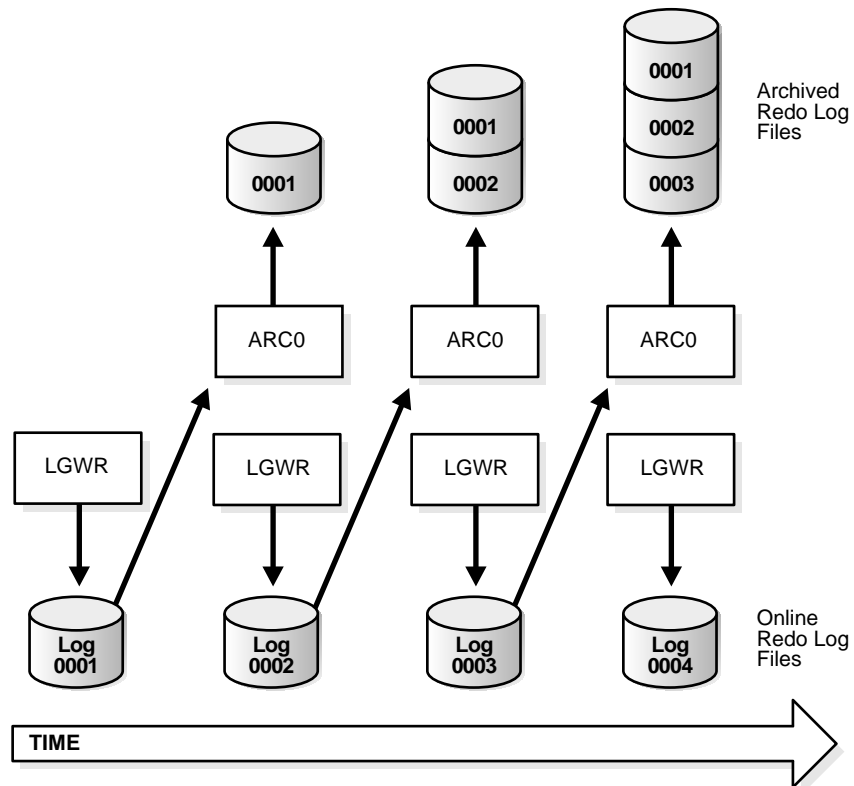 0001
0001
0001
0002
0003
0001
0002
Archived
Redo Log
Files
ARC0
ARC0
ARC0
LGWR
LGWR
LGWR
LGWR
Log
0001
Log
0002
Log
0003
Log
0004
Online
Redo Log
Files
TIME